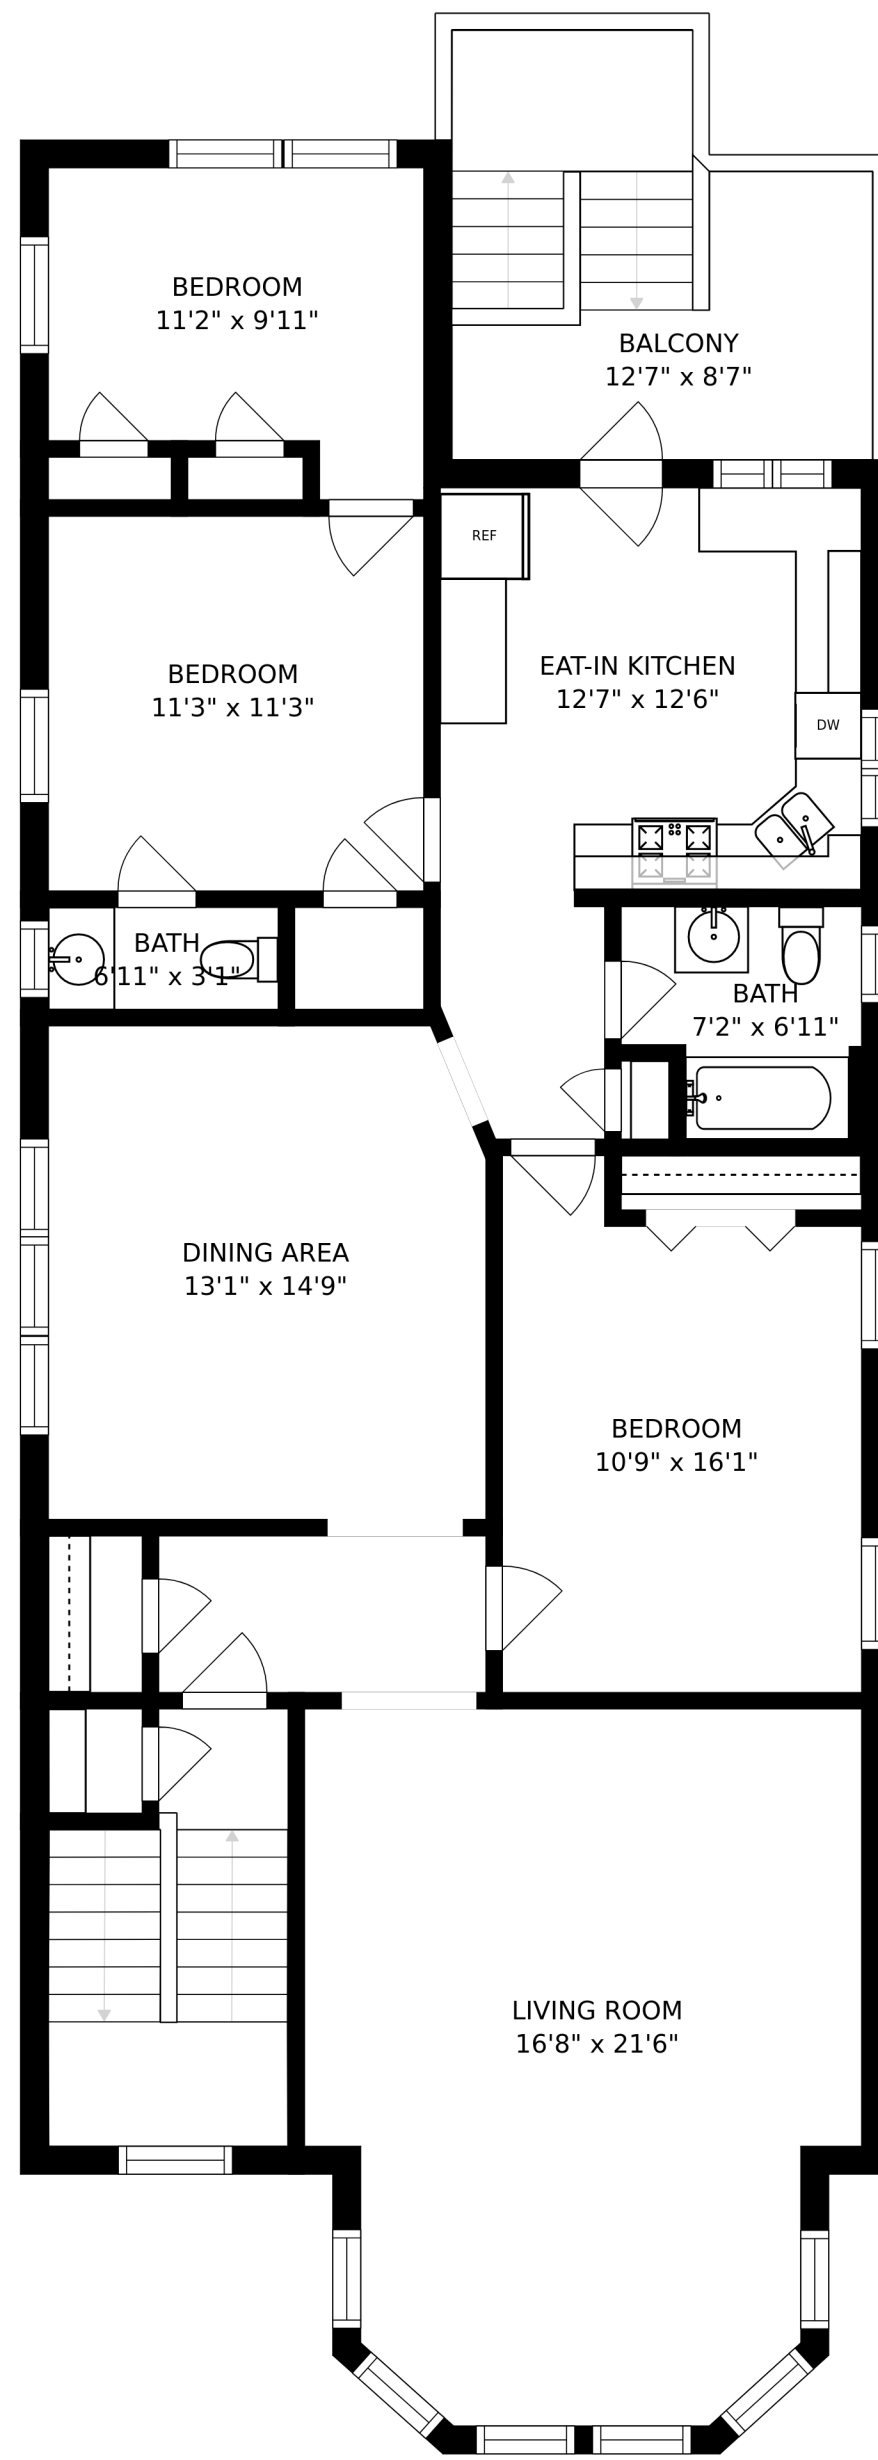 BEDROOM
11'2" x 9'11"
BALCONY
12'7" x 8'7"
REF
EAT-IN KITCHEN
12'7" x 12'6"
BEDROOM
11'3" x 11'3"
DW
BATH
6'11" x 3'1"
BATH
7'2" x 6'11"
DINING AREA
13'1" x 14'9"
BEDROOM
10'9" x 16'1"
LIVING ROOM
16'8" x 21'6"